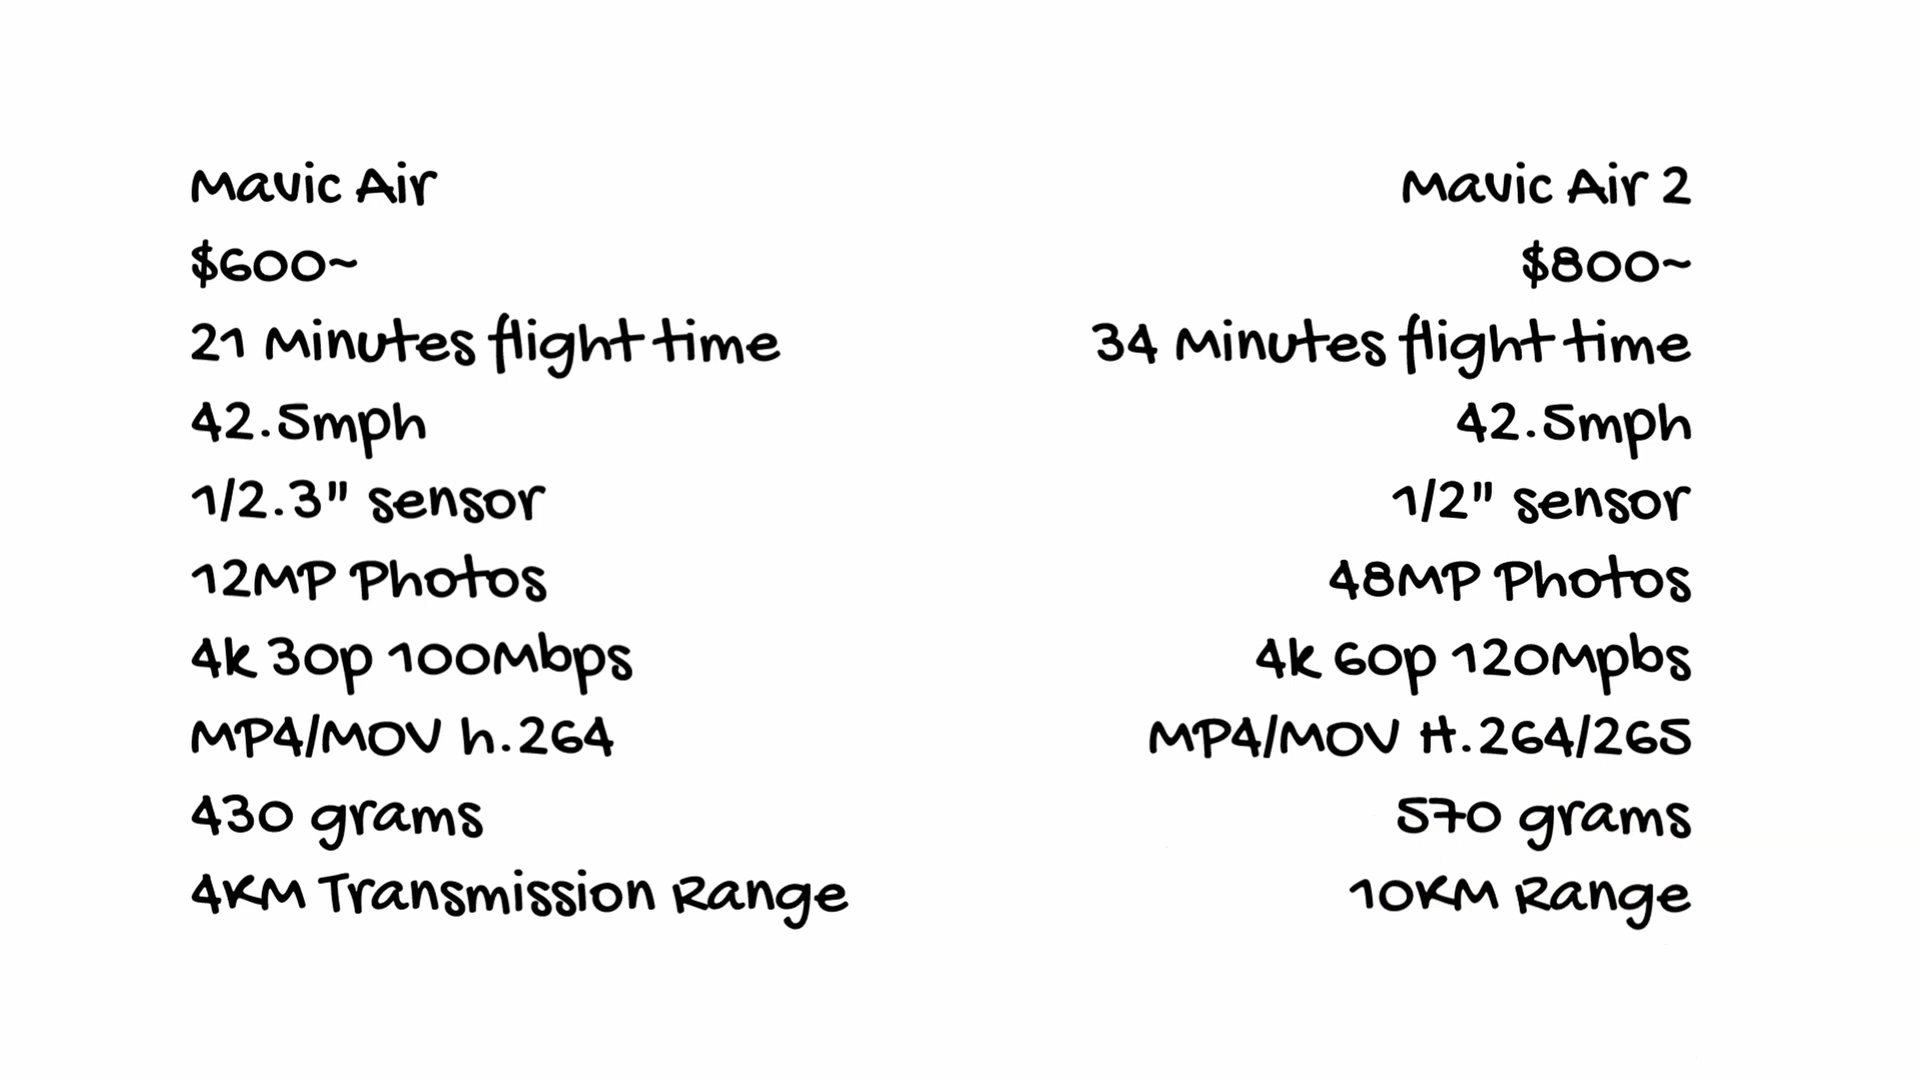 Mavic Air
$600~
21 Minutes flight time
42.5mph
1/2.3" sensor
12MP Photos
4k 30p 100Mbps
MP4/MOV h.264
430 grams
4KM Transmission Range
Mavic Air 2
$800~
34 Minutes flight time
42.5mph
1/2" sensor
48MP Photos
4k 60p 120Mpbs
MP4/MOV H.264/265
570 grams
10KM Range